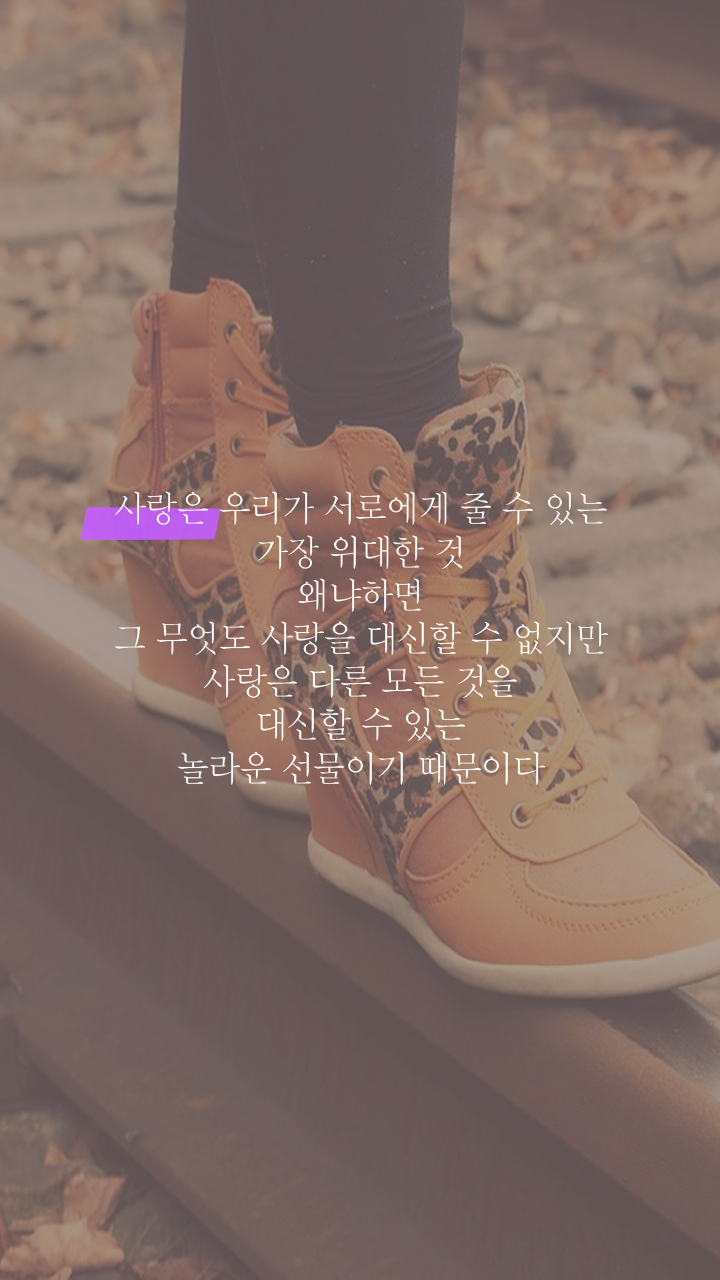 사랑은 우리가 서로에게 줄 수 있는
가장 위대한 것
왜냐하면
그 무엇도 사랑을 대신할 수 없지만
사랑은 다른 모든 것을
대신할 수 있는
놀라운 선물이기 때문이다